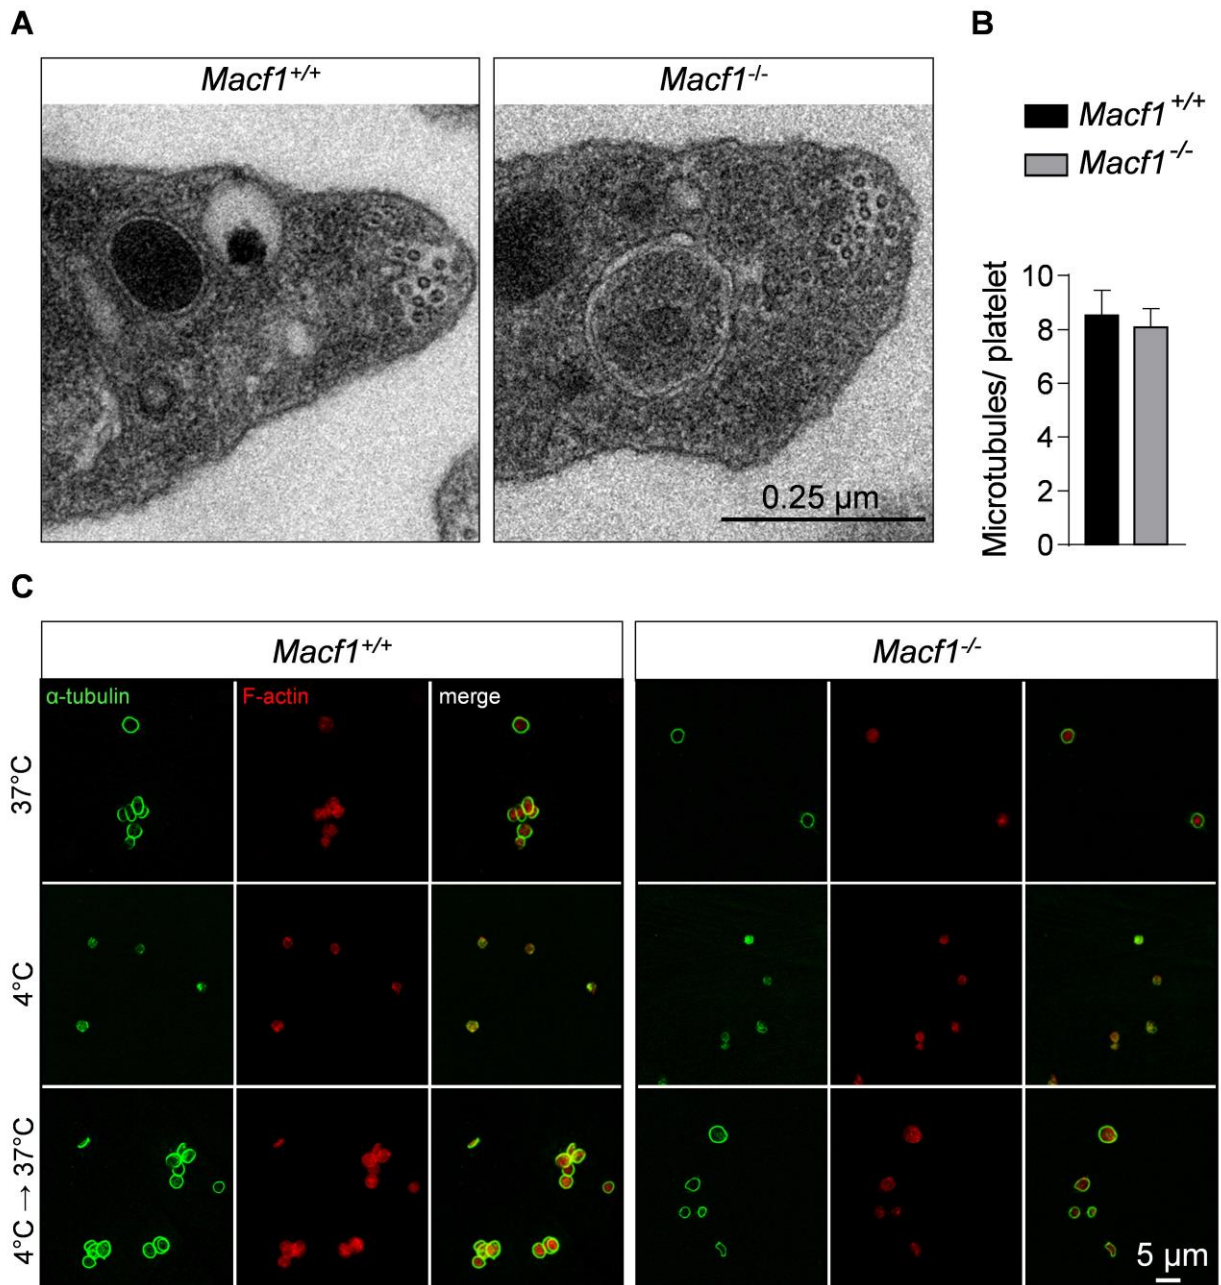 A
Macf1+/+
Macf1-/-
0.25 µm
B
Macf1+/+
Macf1-/-
Microtubules/ platelet
10
8
6
4
2
0
C
Macf1+/+
Macf1-/-
α-tubulin
F-actin
merge
37°C
4°C
4°C → 37°C
5 µm